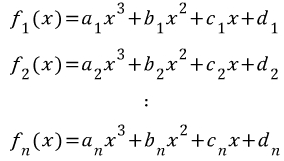 f₁(x)=a₁x³+b₁x²+c₁x+d₁
f₂(x)=a₂x³+b₂x²+c₂x+d₂
:
fₙ(x)=aₙx³+bₙx²+cₙx+dₙ